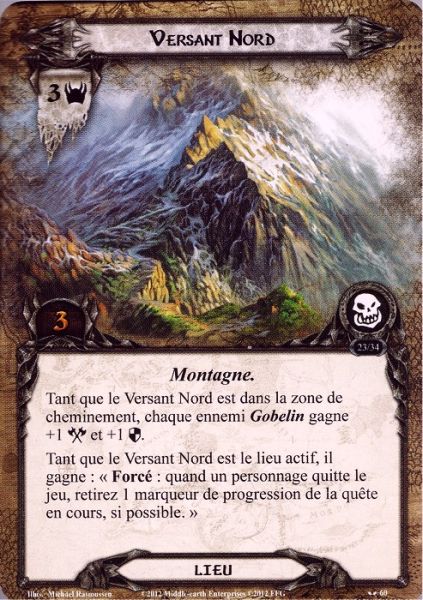 Versant Nord
3
3
23/34
Montagne.
Tant que le Versant Nord est dans la zone de
cheminement, chaque ennemi Gobelin gagne
+1 et +1 .
Tant que le Versant Nord est le lieu actif, il
gagne : « Forcé : quand un personnage quitte le
jeu, retirez 1 marqueur de progression de la quête
en cours, si possible. »
LIEU
Illus. Michael Rasmussen ©2012 Middle-earth Enterprises ©2012 FFG 60